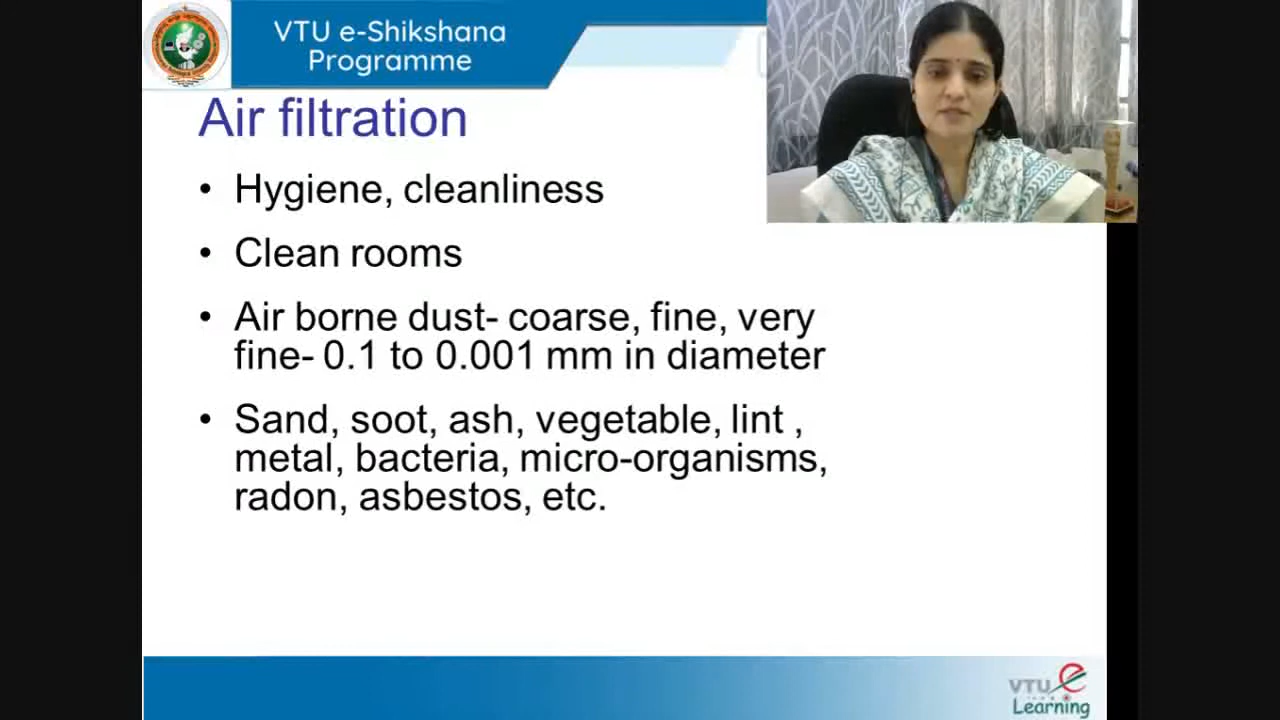 VTU e-Shikshana
Programme
Air filtration
• Hygiene, cleanliness
• Clean rooms
• Air borne dust- coarse, fine, very
fine- 0.1 to 0.001 mm in diameter
• Sand, soot, ash, vegetable, lint ,
metal, bacteria, micro-organisms,
radon, asbestos, etc.
VTU e
Learning